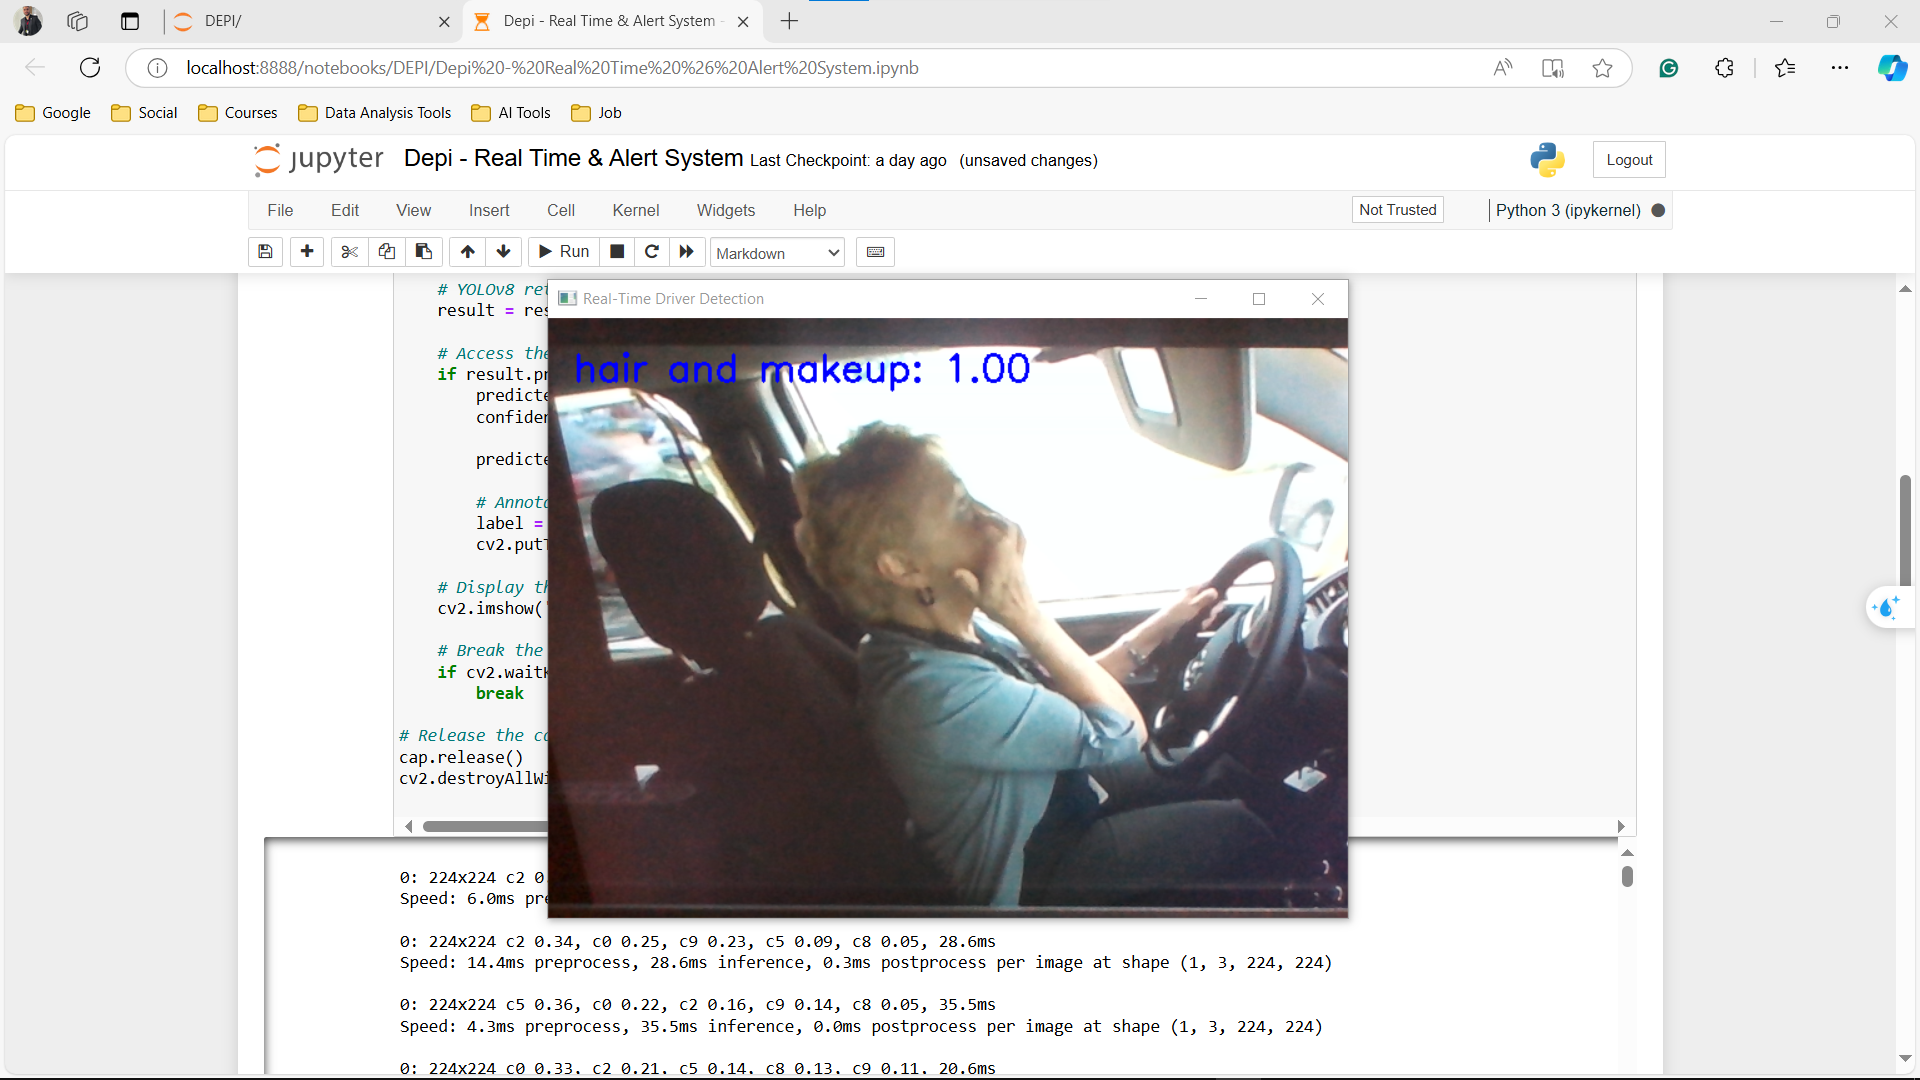 DEPI/
Depi - Real Time & Alert System -
localhost:8888/notebooks/DEPI/Depi%20-%20Real%20Time%20%26%20Alert%20System.ipynb
Google Social Courses Data Analysis Tools AI Tools Job
jupyter Depi - Real Time & Alert System Last Checkpoint: a day ago (unsaved changes) Logout
File Edit View Insert Cell Kernel Widgets Help Not Trusted Python 3 (ipykernel)
Run Markdown
# YOLOv8 ret
result = res
Real-Time Driver Detection
# Access the
if result.pr
hair and makeup: 1.00
predicte
confiden
predicte
# Annota
label =
cv2.putT
# Display th
cv2.imshow('
# Break the
if cv2.waitK
break
# Release the ca
cap.release()
cv2.destroyAllWi
0: 224x224 c2 0.
Speed: 6.0ms pre
0: 224x224 c2 0.34, c0 0.25, c9 0.23, c5 0.09, c8 0.05, 28.6ms
Speed: 14.4ms preprocess, 28.6ms inference, 0.3ms postprocess per image at shape (1, 3, 224, 224)
0: 224x224 c5 0.36, c0 0.22, c2 0.16, c9 0.14, c8 0.05, 35.5ms
Speed: 4.3ms preprocess, 35.5ms inference, 0.0ms postprocess per image at shape (1, 3, 224, 224)
0: 224x224 c0 0.33, c2 0.21, c5 0.14, c8 0.13, c9 0.11, 20.6ms